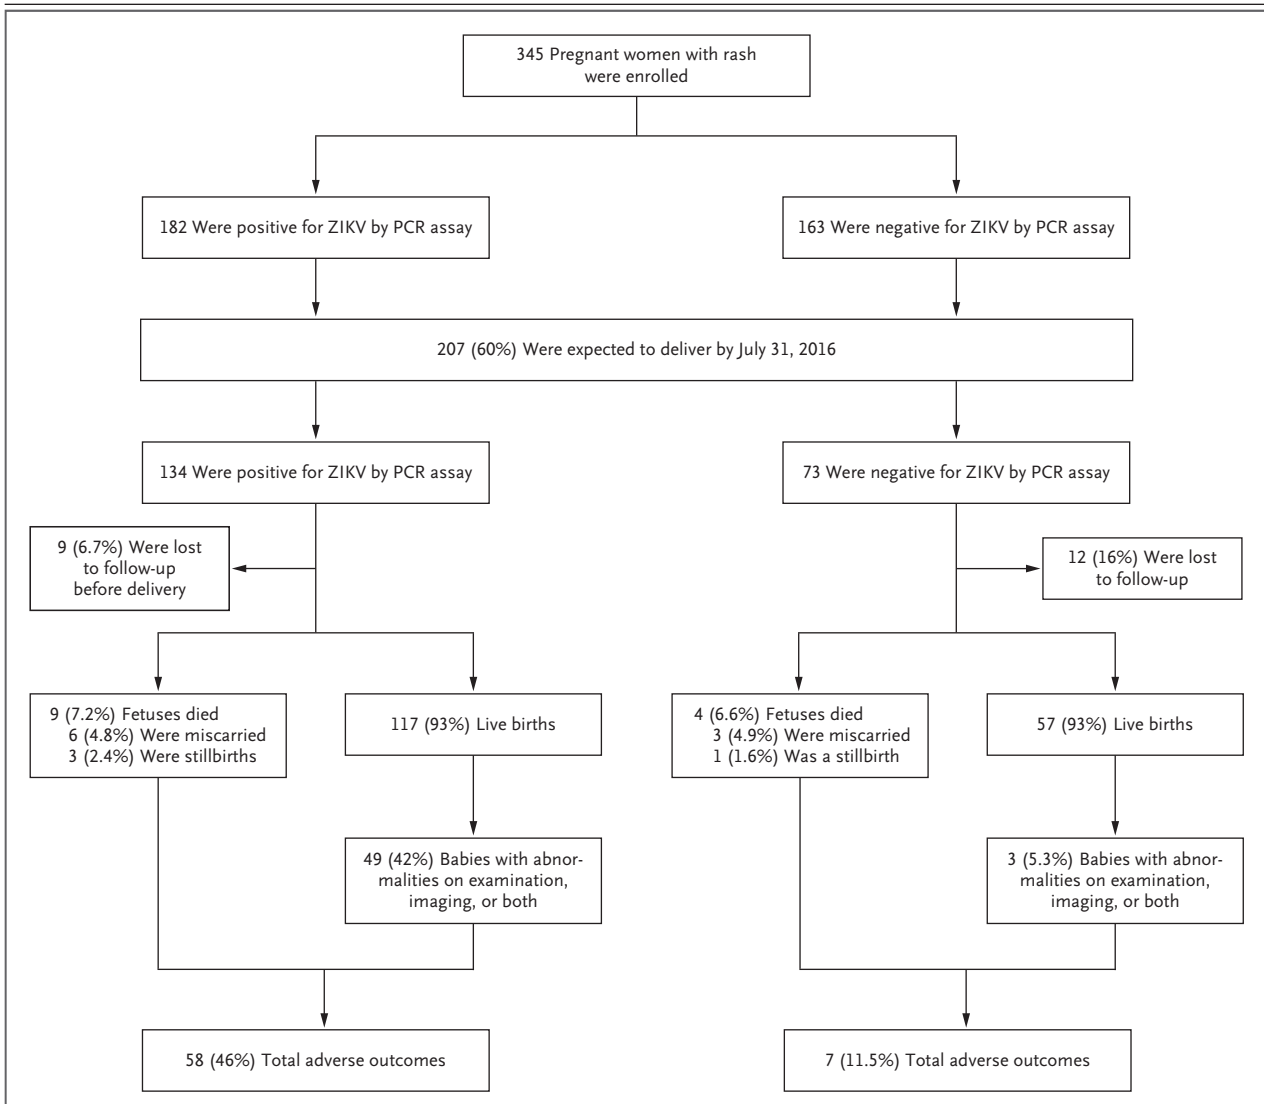 345 Pregnant women with rash
were enrolled
182 Were positive for ZIKV by PCR assay
163 Were negative for ZIKV by PCR assay
207 (60%) Were expected to deliver by July 31, 2016
134 Were positive for ZIKV by PCR assay
73 Were negative for ZIKV by PCR assay
9 (6.7%) Were lost
to follow-up
before delivery
12 (16%) Were lost
to follow-up
9 (7.2%) Fetuses died
6 (4.8%) Were miscarried
3 (2.4%) Were stillbirths
117 (93%) Live births
4 (6.6%) Fetuses died
3 (4.9%) Were miscarried
1 (1.6%) Was a stillbirth
57 (93%) Live births
49 (42%) Babies with abnor-
malities on examination,
imaging, or both
3 (5.3%) Babies with abnor-
malities on examination,
imaging, or both
58 (46%) Total adverse outcomes
7 (11.5%) Total adverse outcomes